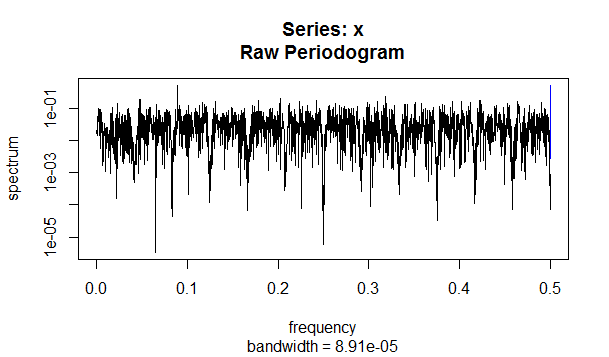 Series: x
Raw Periodogram
spectrum
1e-01
1e-03
1e-05
0.0 0.1 0.2 0.3 0.4 0.5
frequency
bandwidth = 8.91e-05